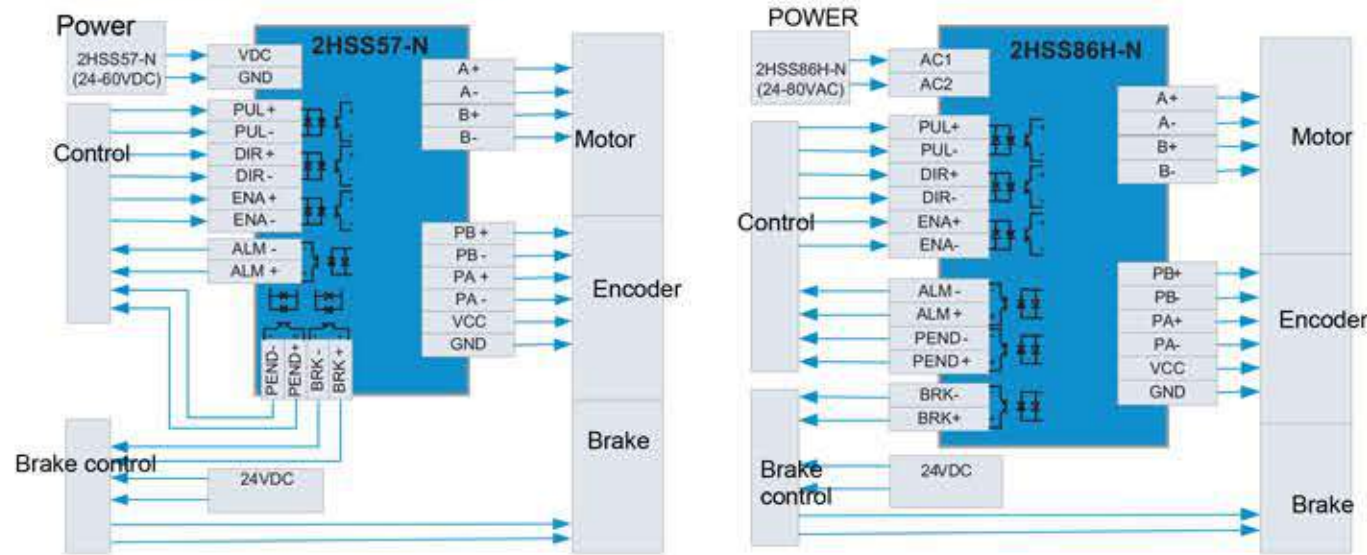 Power
2HSS57-N
(24-60VDC)
2HSS57-N
VDC
GND
PUL+
PUL-
DIR+
DIR-
ENA+
ENA-
ALM-
ALM+
Control
PEND-
PEND+
BRK-
BRK+
A+
A-
B+
B-
Motor
PB+
PB-
PA+
PA-
VCC
GND
Encoder
Brake
Brake control
24VDC
POWER
2HSS86H-N
(24-80VAC)
2HSS86H-N
AC1
AC2
PUL+
PUL-
DIR+
DIR-
ENA+
ENA-
Control
ALM-
ALM+
PEND-
PEND+
BRK-
BRK+
A+
A-
B+
B-
Motor
PB+
PB-
PA+
PA-
VCC
GND
Encoder
Brake
control
24VDC
Brake